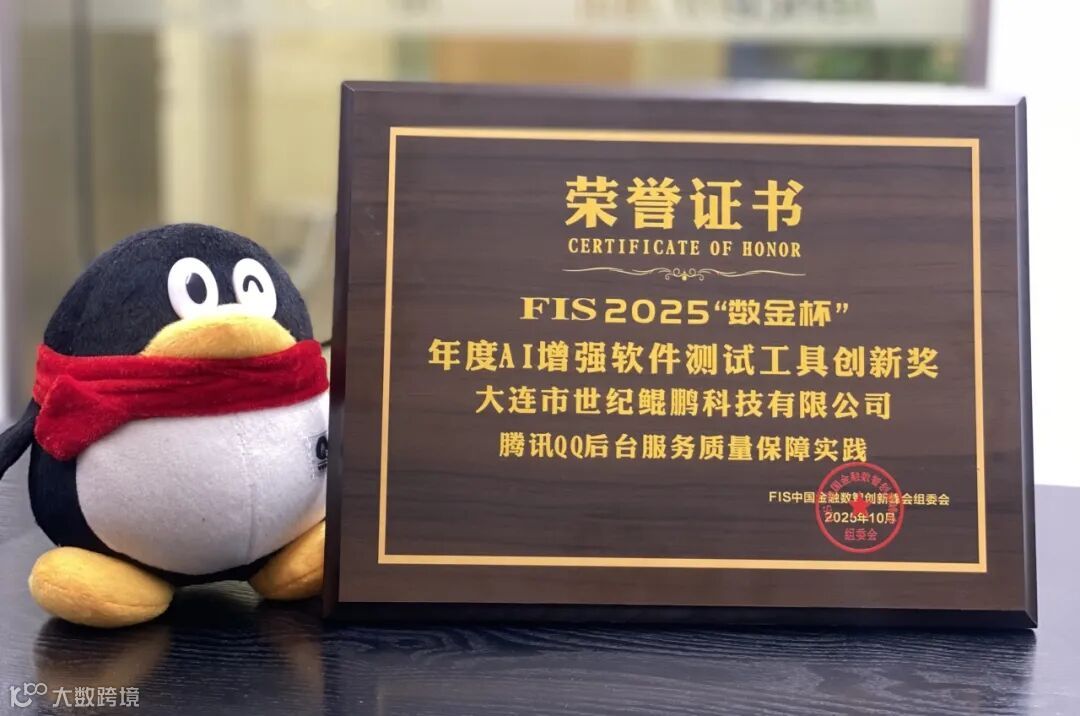 荣誉证书
CERTIFICATE OF HONOR
FIS2025“数金杯”
年度AI增强软件测试工具创新奖
大连市世纪鲲鹏科技有限公司
腾讯QQ后台服务质量保障实践
FIS中国金融数智创新峰会组委会
2025年10月
组委会
大数跨境